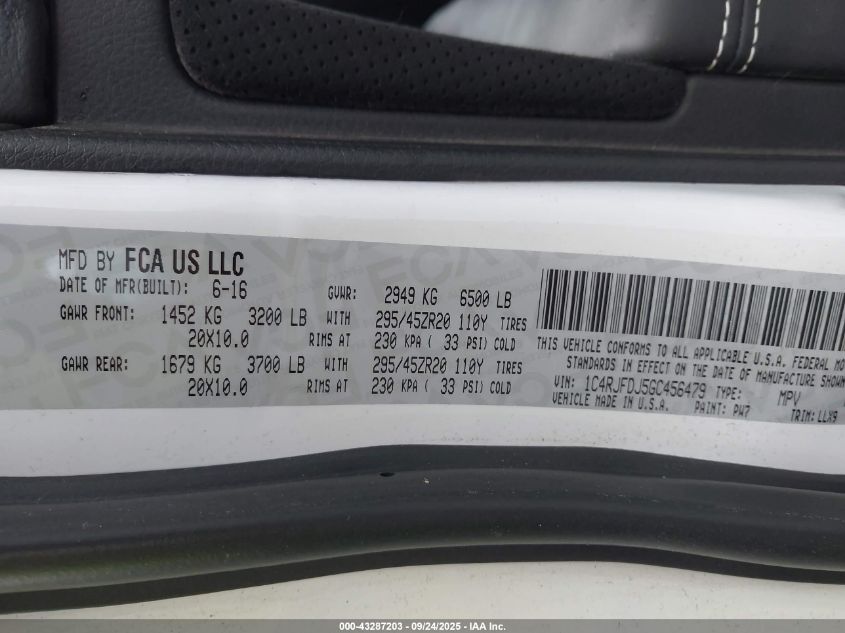 MFD BY FCA US LLC
DATE OF MFR(BUILT): 6-16 GVWR: 2949 KG 6500 LB
GAWR FRONT: 1452 KG 3200 LB WITH 295/45ZR20 110Y TIRES
20X10.0 RIMS AT 230 KPA ( 33 PSI) COLD
GAWR REAR: 1679 KG 3700 LB WITH 295/45ZR20 110Y TIRES
20X10.0 RIMS AT 230 KPA ( 33 PSI) COLD
THIS VEHICLE CONFORMS TO ALL APPLICABLE U.S.A. FEDERAL MO
STANDARDS IN EFFECT ON THE DATE OF MANUFACTURE SHOWN
VIN: 1C4RJFDJ5GC456479 TYPE: MPV
VEHICLE MADE IN U.S.A. PAINT: PW7 TRIM: LLX9
000-43287203 - 09/24/2025 - IAA Inc.